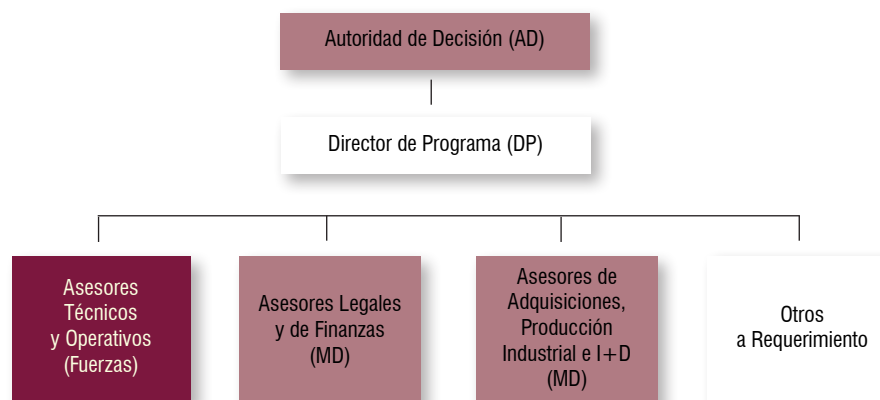 Autoridad de Decisión (AD)
Director de Programa (DP)
Asesores
Técnicos
y Operativos
(Fuerzas)
Asesores Legales
y de Finanzas
(MD)
Asesores de
Adquisiciones,
Producción
Industrial e I+D
(MD)
Otros
a Requerimiento